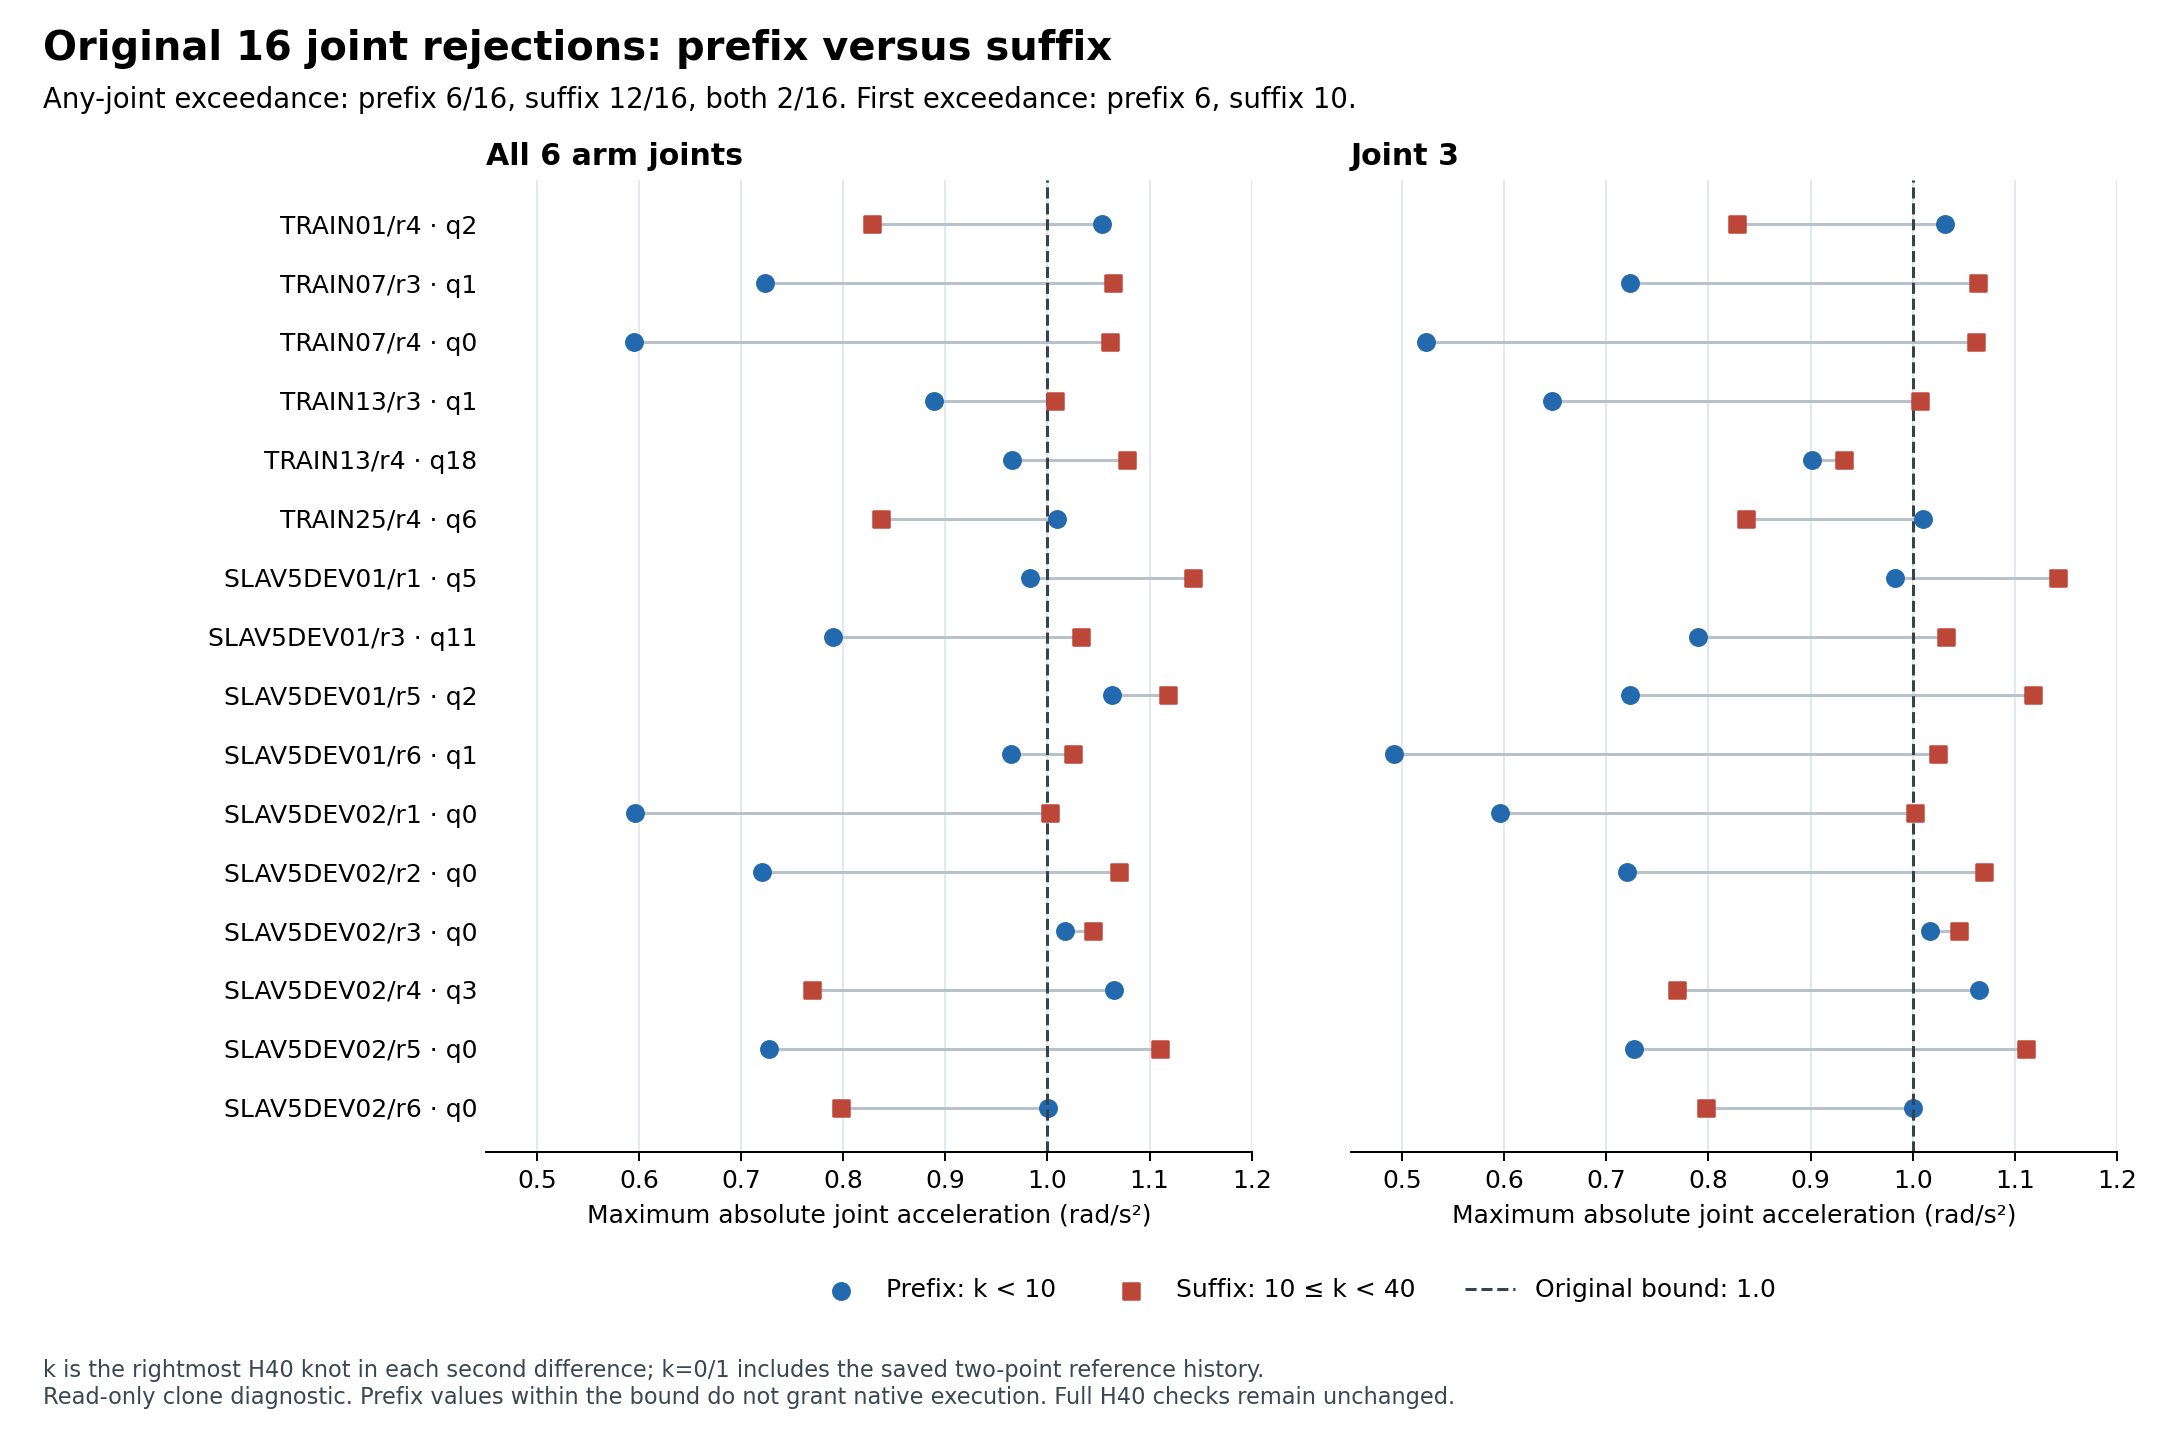 Original 16 joint rejections: prefix versus suffix
Any-joint exceedance: prefix 6/16, suffix 12/16, both 2/16. First exceedance: prefix 6, suffix 10.
All 6 arm joints
Joint 3
TRAIN01/r4 · q2
TRAIN07/r3 · q1
TRAIN07/r4 · q0
TRAIN13/r3 · q1
TRAIN13/r4 · q18
TRAIN25/r4 · q6
SLAV5DEV01/r1 · q5
SLAV5DEV01/r3 · q11
SLAV5DEV01/r5 · q2
SLAV5DEV01/r6 · q1
SLAV5DEV02/r1 · q0
SLAV5DEV02/r2 · q0
SLAV5DEV02/r3 · q0
SLAV5DEV02/r4 · q3
SLAV5DEV02/r5 · q0
SLAV5DEV02/r6 · q0
0.5 0.6 0.7 0.8 0.9 1.0 1.1 1.2
Maximum absolute joint acceleration (rad/s²)
0.5 0.6 0.7 0.8 0.9 1.0 1.1 1.2
Maximum absolute joint acceleration (rad/s²)
Prefix: k < 10
Suffix: 10 ≤ k < 40
Original bound: 1.0
k is the rightmost H40 knot in each second difference; k=0/1 includes the saved two-point reference history.
Read-only clone diagnostic. Prefix values within the bound do not grant native execution. Full H40 checks remain unchanged.